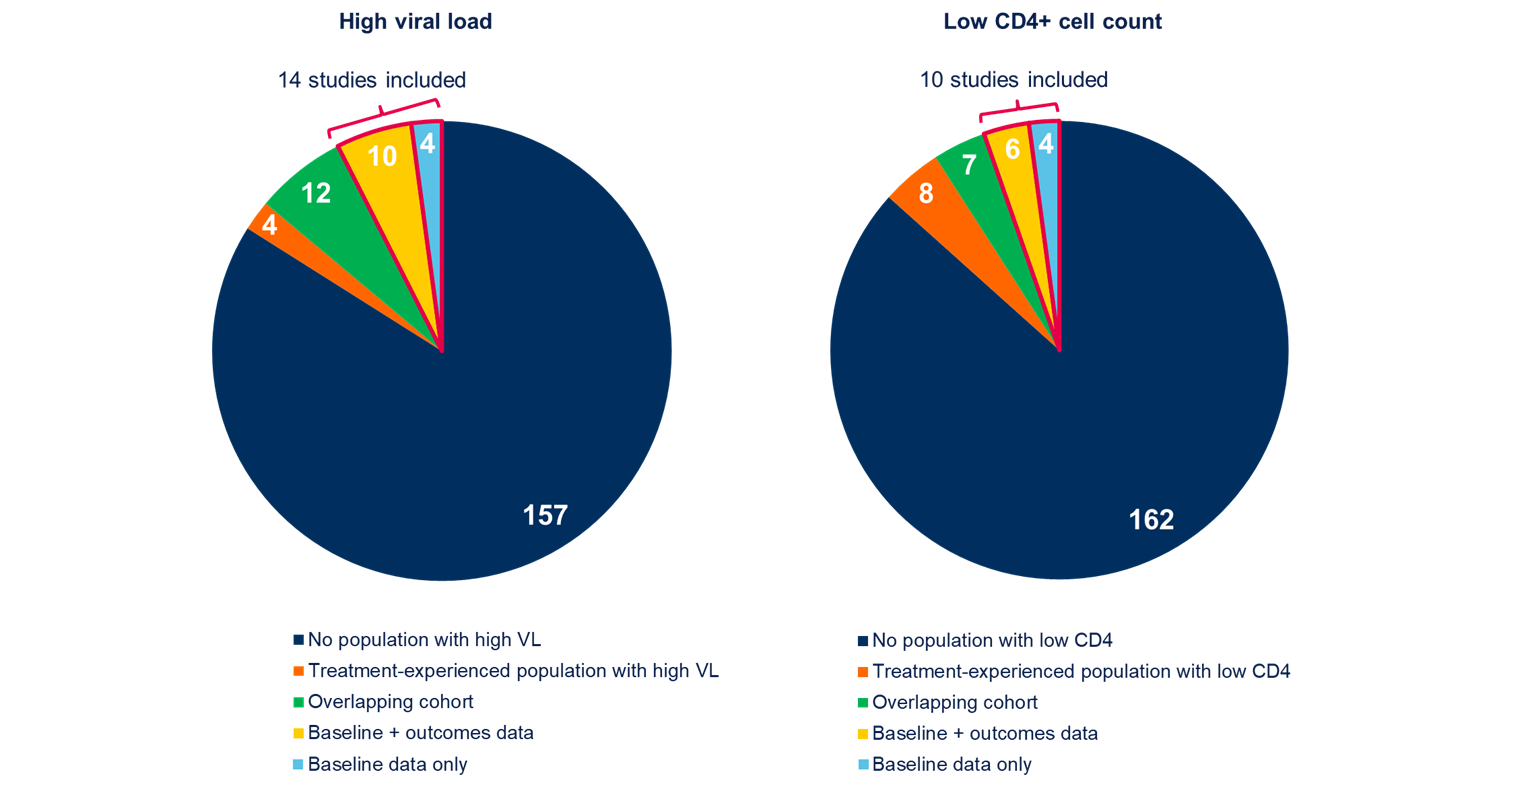 High viral load
14 studies included
4
10
12
4
157
No population with high VL
Treatment-experienced population with high VL
Overlapping cohort
Baseline + outcomes data
Baseline data only
Low CD4+ cell count
10 studies included
4
6
7
8
162
No population with low CD4
Treatment-experienced population with low CD4
Overlapping cohort
Baseline + outcomes data
Baseline data only